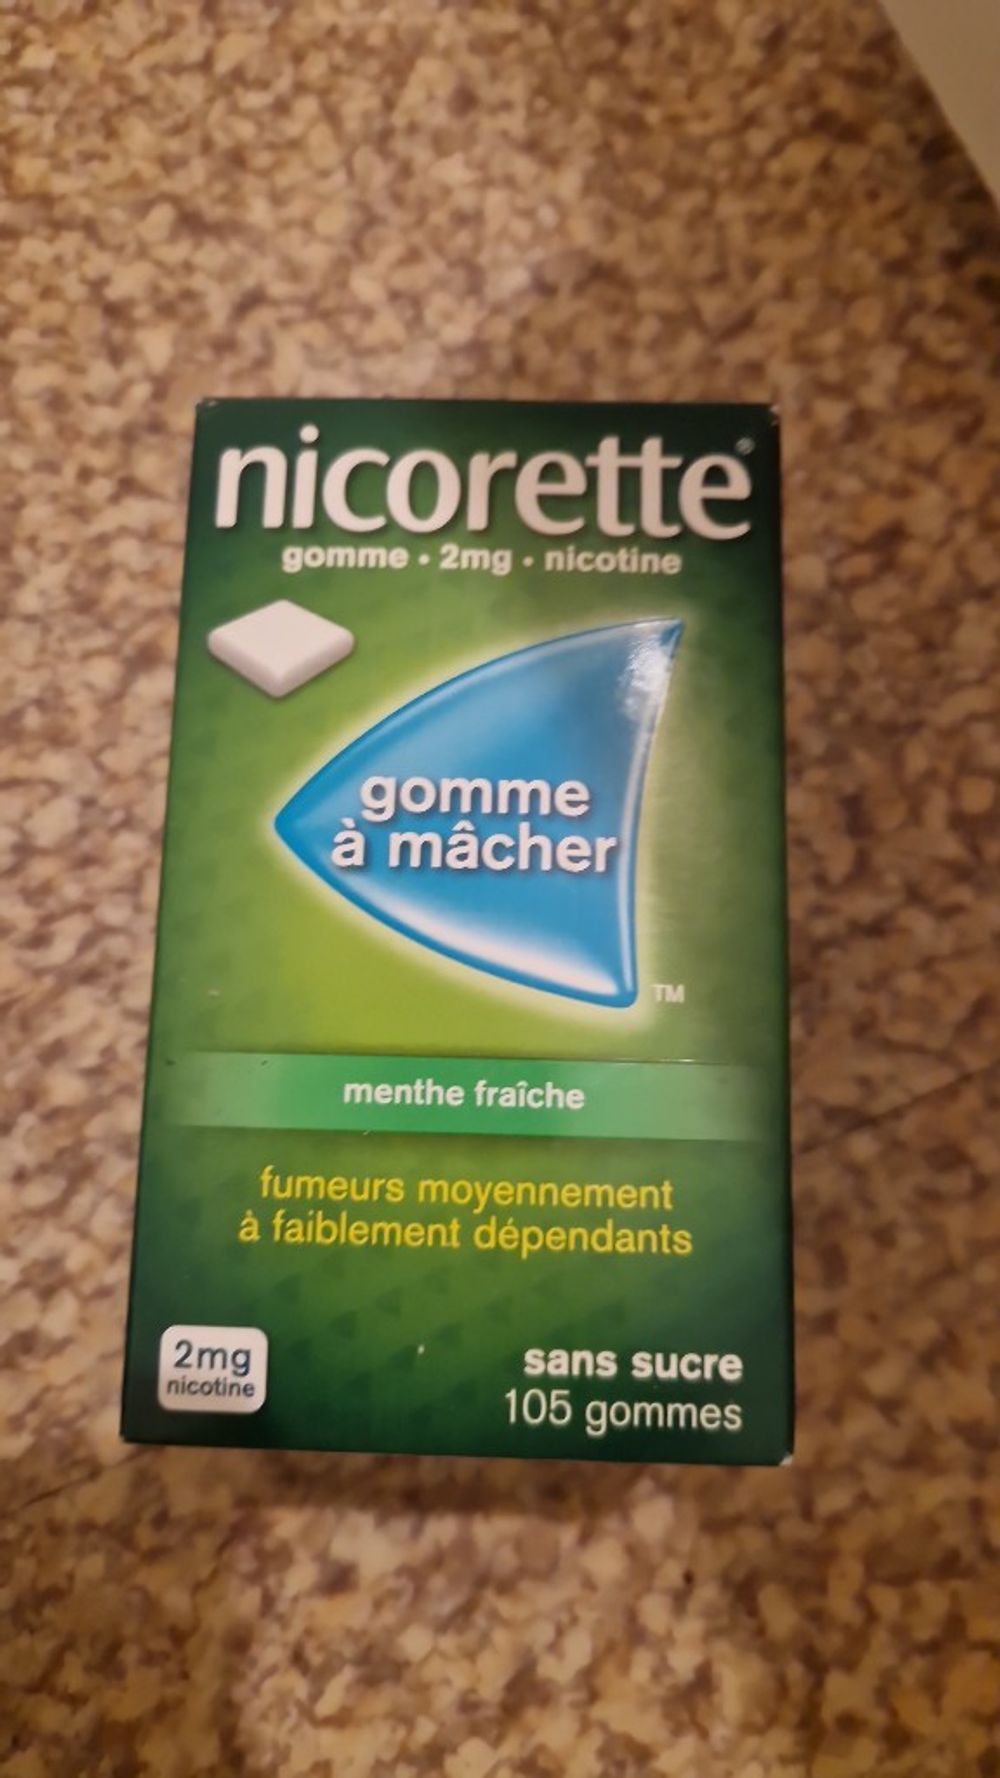 nicorette®
gomme • 2mg • nicotine
gomme
à mâcher
TM
menthe fraîche
fumeurs moyennement
à faiblement dépendants
2mg
nicotine
sans sucre
105 gommes